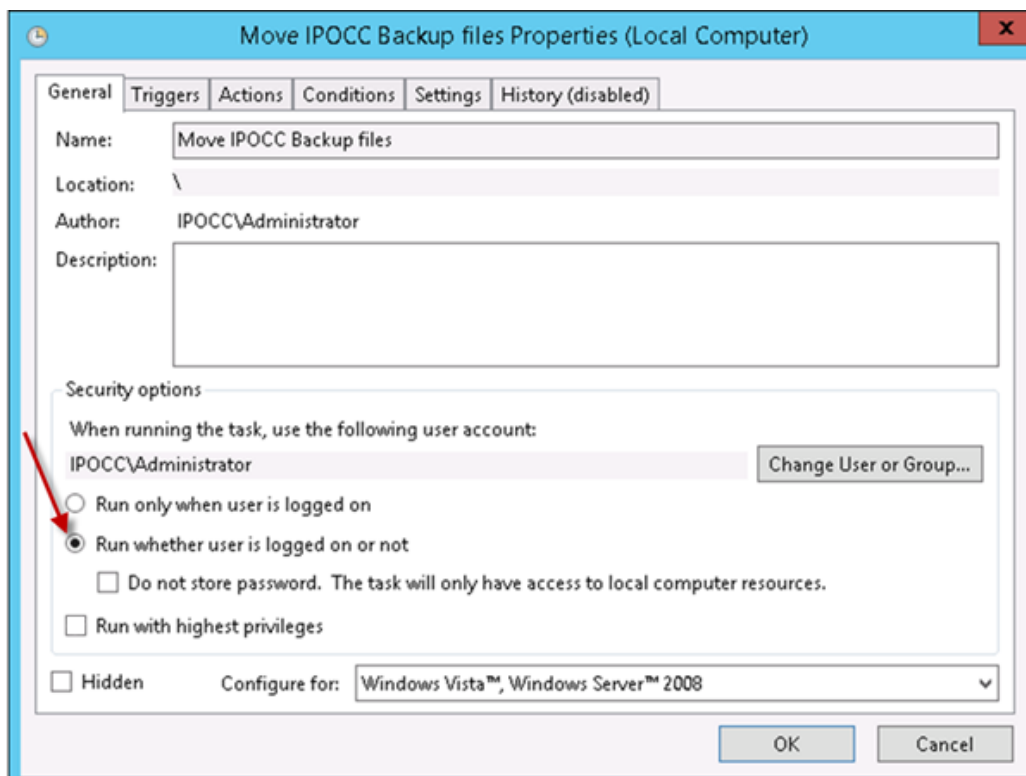 Move IPOCC Backup files Properties (Local Computer)
x
General Triggers Actions Conditions Settings History (disabled)
Name: Move IPOCC Backup files
Location: \
Author: IPOCC\Administrator
Description:
Security options
When running the task, use the following user account:
IPOCC\Administrator Change User or Group...
Run only when user is logged on
Run whether user is logged on or not
Do not store password. The task will only have access to local computer resources.
Run with highest privileges
Hidden Configure for: Windows Vista™, Windows Server™ 2008
OK Cancel